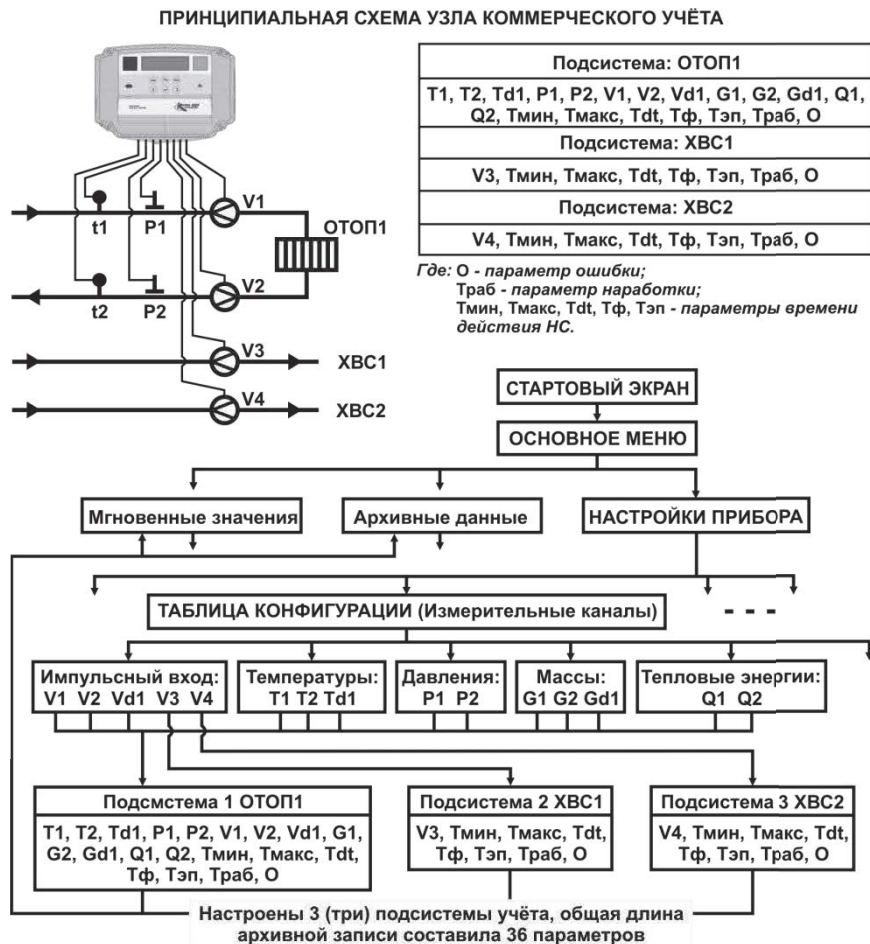 ПРИНЦИПИАЛЬНАЯ СХЕМА УЗЛА КОММЕРЧЕСКОГО УЧЁТА
Подсистема: ОТОП1
T1, T2, Td1, P1, P2, V1, V2, Vd1, G1, G2, Gd1, Q1,
Q2, Тмин, Тмакс, Tdt, Тф, Тэп, Траб, О
Подсистема: ХВС1
V3, Тмин, Тмакс, Tdt, Тф, Тэп, Траб, О
Подсистема: ХВС2
V4, Тмин, Тмакс, Tdt, Тф, Тэп, Траб, О
Где: О - параметр ошибки;
Траб - параметр наработки;
Тмин, Тмакс, Tdt, Тф, Тэп - параметры времени
действия НС.
V1
t1
P1
ОТОП1
V2
t2
P2
V3
ХВС1
V4
ХВС2
СТАРТОВЫЙ ЭКРАН
ОСНОВНОЕ МЕНЮ
Мгновенные значения
Архивные данные
НАСТРОЙКИ ПРИБОРА
ТАБЛИЦА КОНФИГУРАЦИИ (Измерительные каналы)
- - -
Импульсный вход:
V1 V2 Vd1 V3 V4
Температуры:
T1 T2 Td1
Давления:
P1 P2
Массы:
G1 G2 Gd1
Тепловые энергии:
Q1 Q2
Подсмстема 1 ОТОП1
T1, T2, Td1, P1, P2, V1, V2, Vd1, G1,
G2, Gd1, Q1, Q2, Тмин, Тмакс, Tdt,
Тф, Тэп, Траб, О
Подсистема 2 ХВС1
V3, Тмин, Тмакс, Tdt,
Тф, Тэп, Траб, О
Подсистема 3 ХВС2
V4, Тмин, Тмакс, Tdt,
Тф, Тэп, Траб, О
Настроены 3 (три) подсистемы учёта, общая длина
архивной записи составила 36 параметров